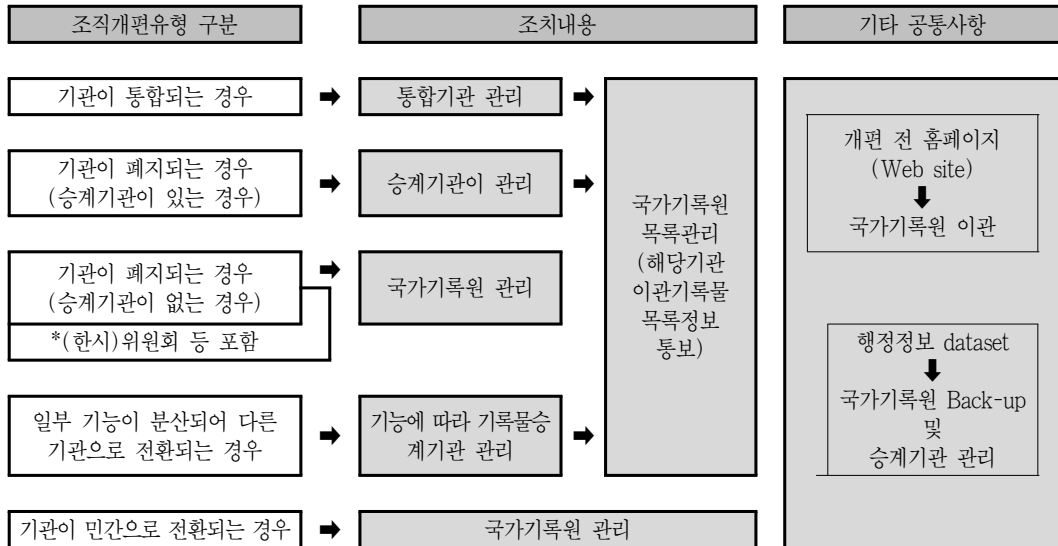 조직개편유형 구분
조치내용
기타 공통사항
기관이 통합되는 경우
통합기관 관리
기관이 폐지되는 경우
(승계기관이 있는 경우)
승계기관이 관리
기관이 폐지되는 경우
(승계기관이 없는 경우)
*(한시)위원회 등 포함
국가기록원 관리
일부 기능이 분산되어 다른
기관으로 전환되는 경우
기능에 따라 기록물승
계기관 관리
국가기록원
목록관리
(해당기관
이관기록물
목록정보
통보)
기관이 민간으로 전환되는 경우
국가기록원 관리
개편 전 홈페이지
(Web site)
국가기록원 이관
행정정보 dataset
국가기록원 Back-up
및
승계기관 관리